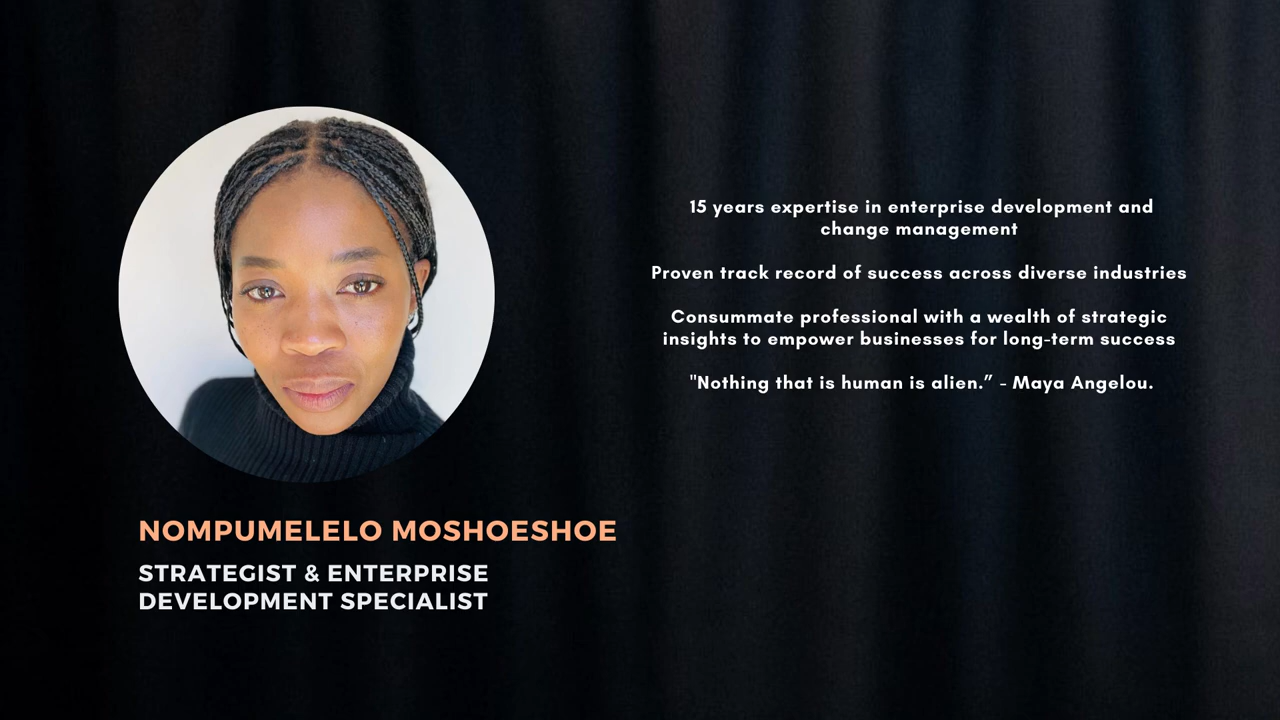 15 years expertise in enterprise development and
change management
Proven track record of success across diverse industries
Consummate professional with a wealth of strategic
insights to empower businesses for long-term success
"Nothing that is human is alien.” - Maya Angelou.
NOMPUMELELO MOSHOESHOE
STRATEGIST & ENTERPRISE
DEVELOPMENT SPECIALIST